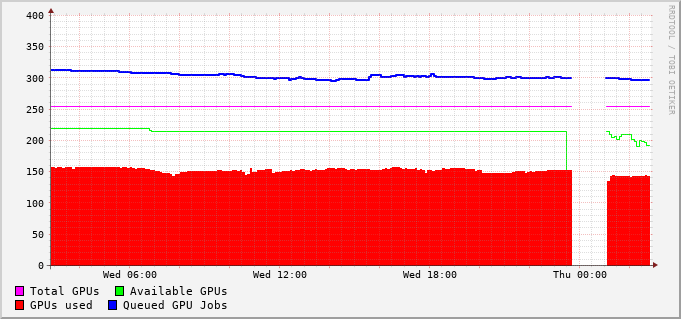 400
350
300
250
200
150
100
50
0
Wed 06:00 Wed 12:00 Wed 18:00 Thu 00:00
Total GPUs Available GPUs
GPUs used Queued GPU Jobs
RRDTOOL / TOBI OETIKER